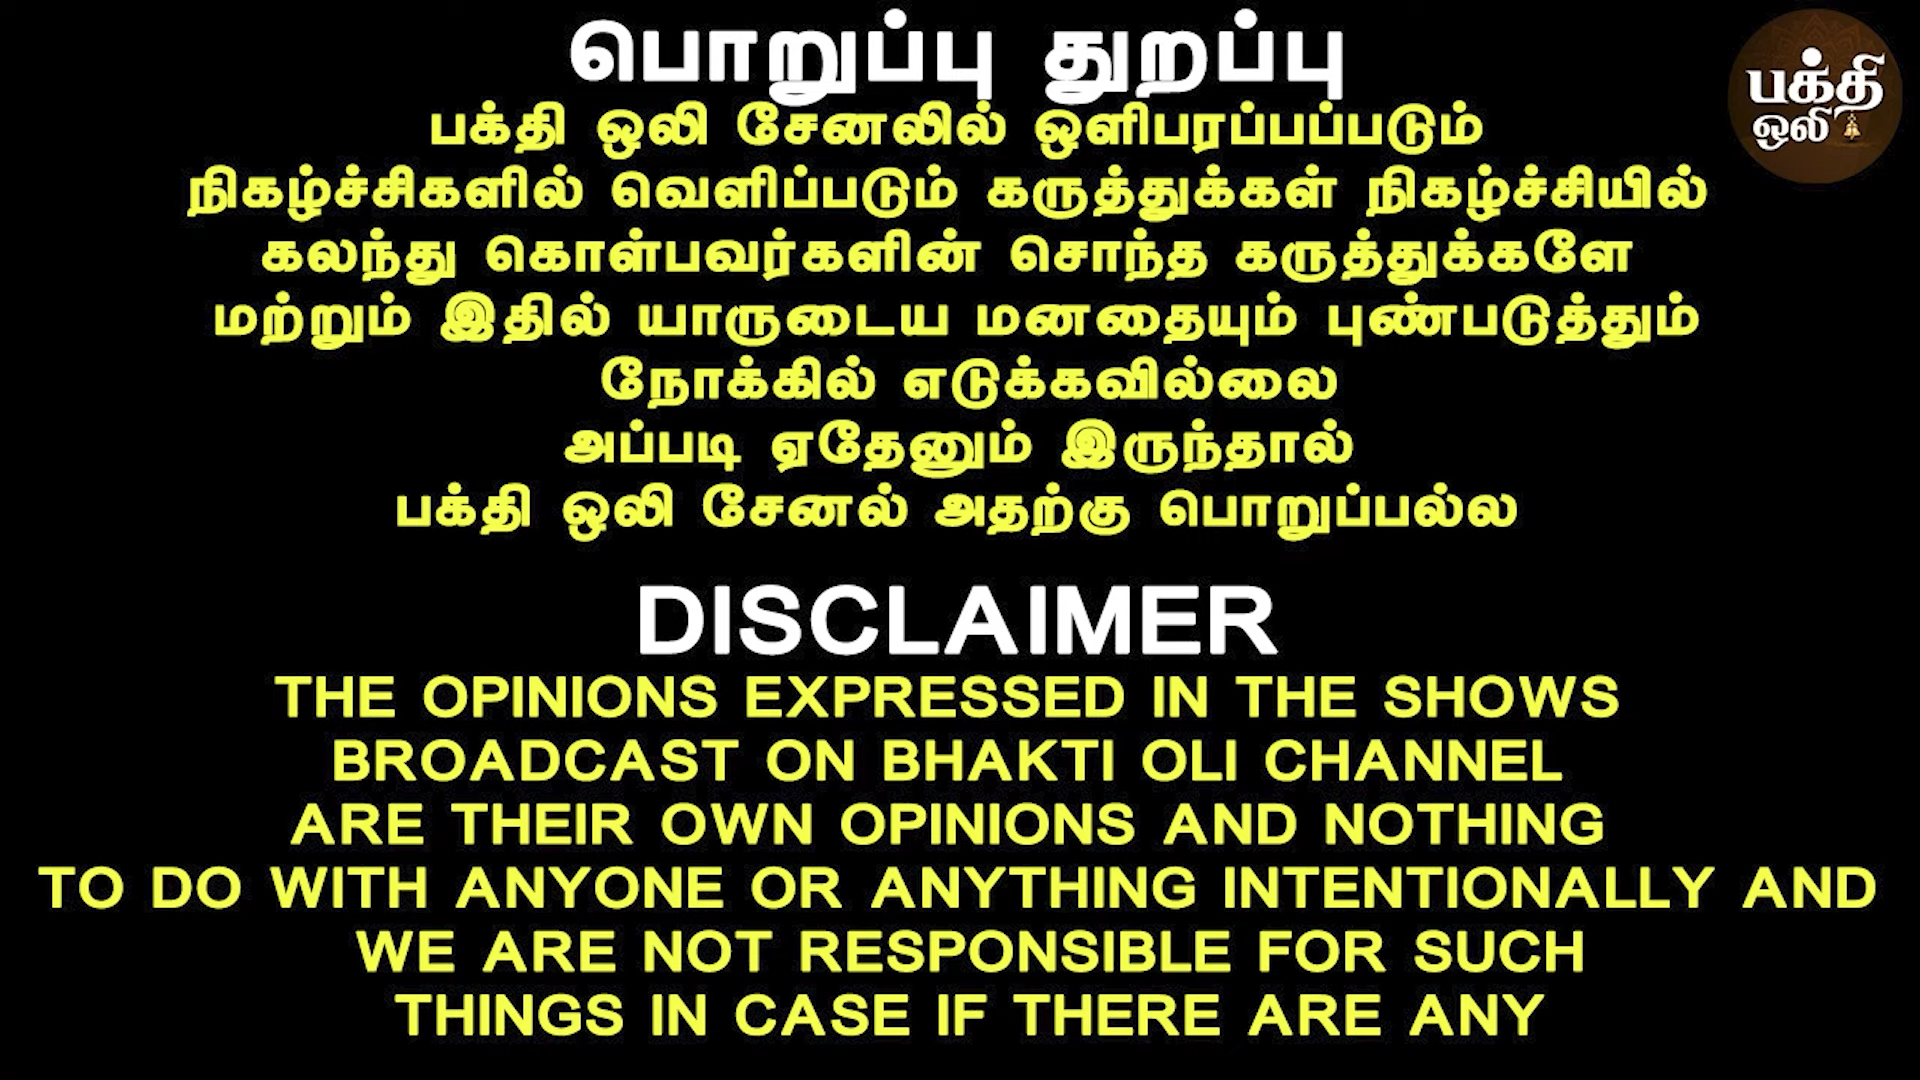 பொறுப்பு துறப்பு
பக்தி ஒலி சேனலில் ஒளிபரப்பப்படும்
நிகழ்ச்சிகளில் வெளிப்படும் கருத்துக்கள் நிகழ்ச்சியில்
கலந்து கொள்பவர்களின் சொந்த கருத்துக்களே
மற்றும் இதில் யாருடைய மனதையும் புண்படுத்தும்
நோக்கில் எடுக்கவில்லை
அப்படி ஏதேனும் இருந்தால்
பக்தி ஒலி சேனல் அதற்கு பொறுப்பல்ல
பக்தி
ஒலி
DISCLAIMER
THE OPINIONS EXPRESSED IN THE SHOWS
BROADCAST ON BHAKTI OLI CHANNEL
ARE THEIR OWN OPINIONS AND NOTHING
TO DO WITH ANYONE OR ANYTHING INTENTIONALLY AND
WE ARE NOT RESPONSIBLE FOR SUCH
THINGS IN CASE IF THERE ARE ANY